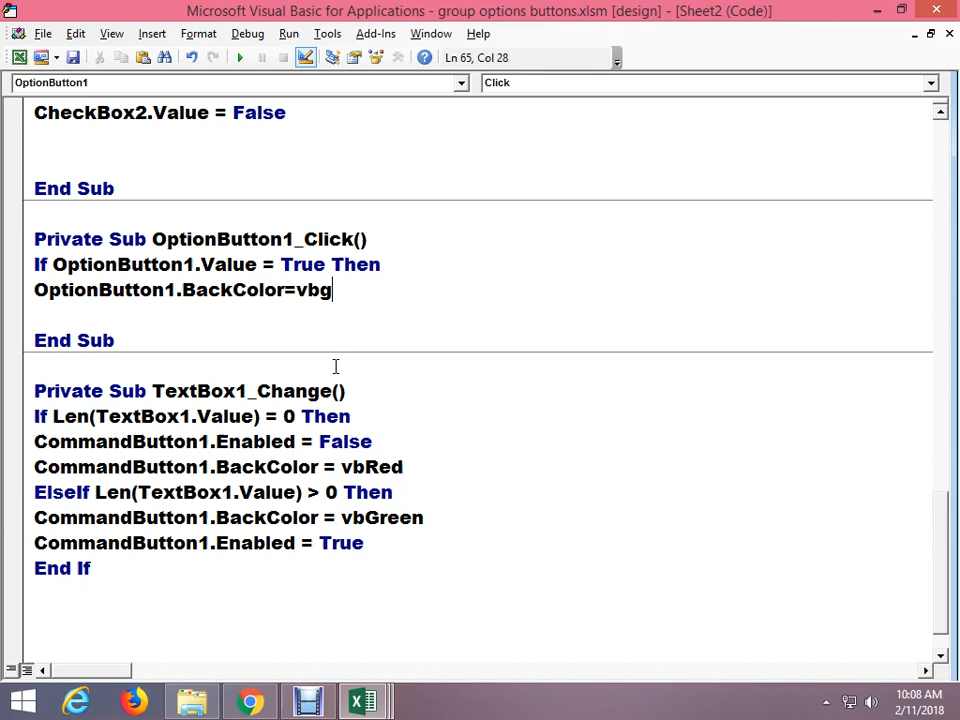 Microsoft Visual Basic for Applications - group options buttons.xlsm [design] - [Sheet2 (Code)]
File Edit View Insert Format Debug Run Tools Add-Ins Window Help
Ln 65, Col 28
OptionButton1 Click
CheckBox2.Value = False
End Sub
Private Sub OptionButton1_Click()
If OptionButton1.Value = True Then
OptionButton1.BackColor=vbg
End Sub
Private Sub TextBox1_Change()
If Len(TextBox1.Value) = 0 Then
CommandButton1.Enabled = False
CommandButton1.BackColor = vbRed
ElseIf Len(TextBox1.Value) > 0 Then
CommandButton1.BackColor = vbGreen
CommandButton1.Enabled = True
End If
10:08 AM
2/11/2018